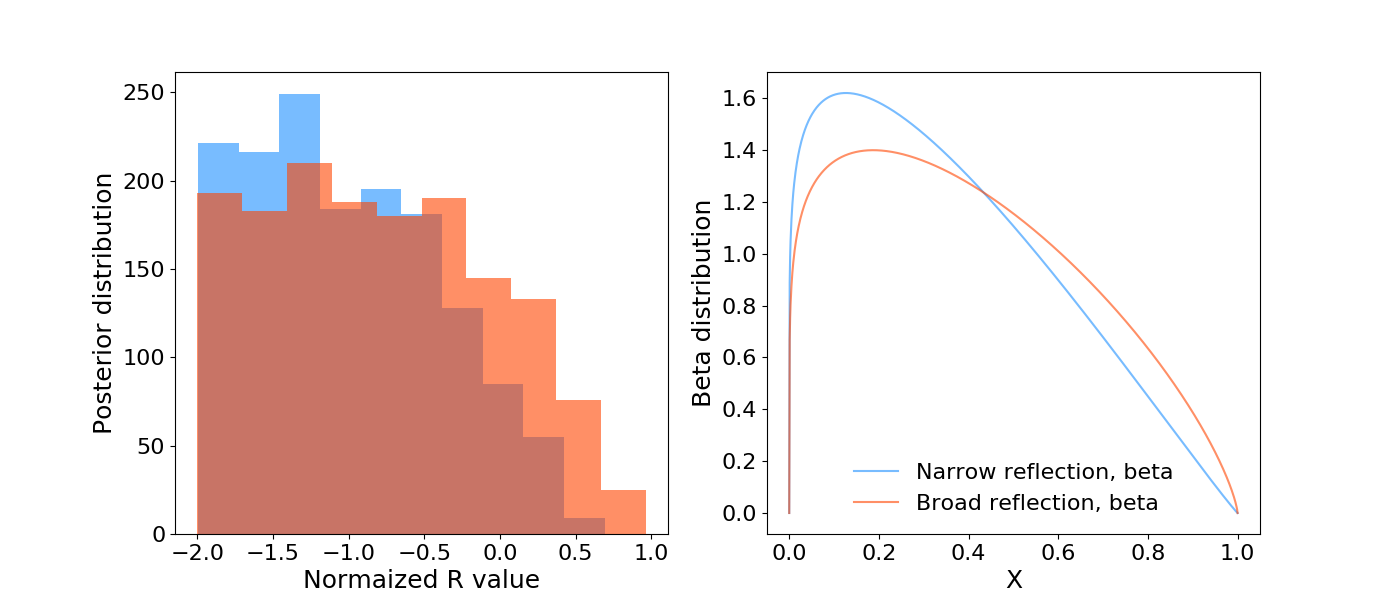 Posterior distribution
250
200
150
100
50
0
−2.0 −1.5 −1.0 −0.5 0.0 0.5 1.0
Normaized R value
Beta distribution
1.6
1.4
1.2
1.0
0.8
0.6
0.4
0.2
0.0
0.0 0.2 0.4 0.6 0.8 1.0
X
Narrow reflection, beta
Broad reflection, beta